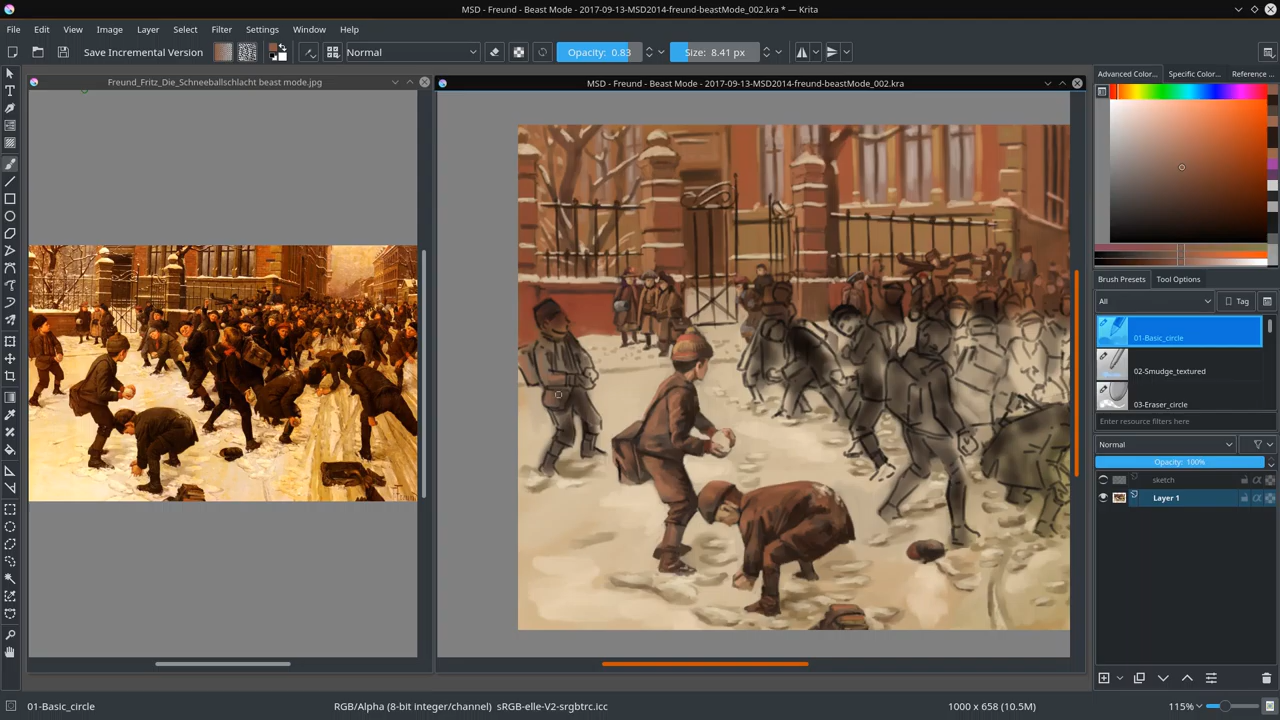 MSD - Freund - Beast Mode - 2017-09-13-MSD2014-freund-beastMode_002.kra * — Krita
File Edit View Image Layer Select Filter Settings Window Help
Save Incremental Version Normal Opacity: 0.83 Size: 8.41 px
Freund_Fritz_Die_Schneeballschlacht beast mode.jpg
MSD - Freund - Beast Mode - 2017-09-13-MSD2014-freund-beastMode_002.kra
Advanced Color... Specific Color... Reference ...
Brush Presets Tool Options
All Tag
01-Basic_circle
02-Smudge_textured
03-Eraser_circle
Enter resource filters here
Normal
Opacity: 100%
sketch
Layer 1
01-Basic_circle RGB/Alpha (8-bit integer/channel) sRGB-elle-V2-srgbtrc.icc 1000 x 658 (10.5M) 115%